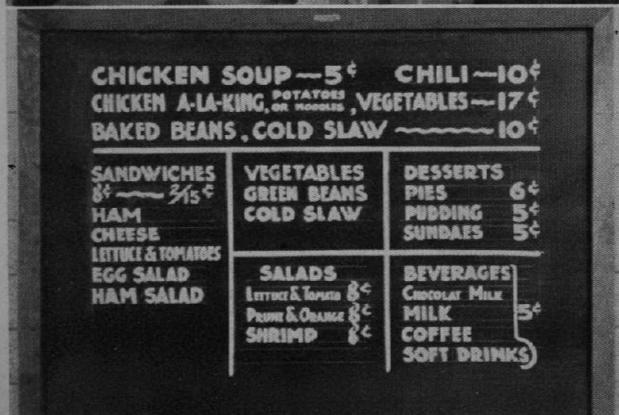 CHICKEN SOUP~5¢ CHILI~10¢
CHICKEN A-LA-KING, POTATOES OR NOODLES, VEGETABLES~17¢
BAKED BEANS, COLD SLAW ~ 10¢
SANDWICHES
8¢ ~ 2/15¢
HAM
CHEESE
LETTUCE & TOMATOES
EGG SALAD
HAM SALAD
VEGETABLES
GREEN BEANS
COLD SLAW
SALADS
LETTUCE & TOMATO 8¢
PRUNE & ORANGE 8¢
SHRIMP 8¢
DESSERTS
PIES 6¢
PUDDING 5¢
SUNDAES 5¢
BEVERAGES
CHOCOLAT MILK
MILK 5¢
COFFEE
SOFT DRINKS